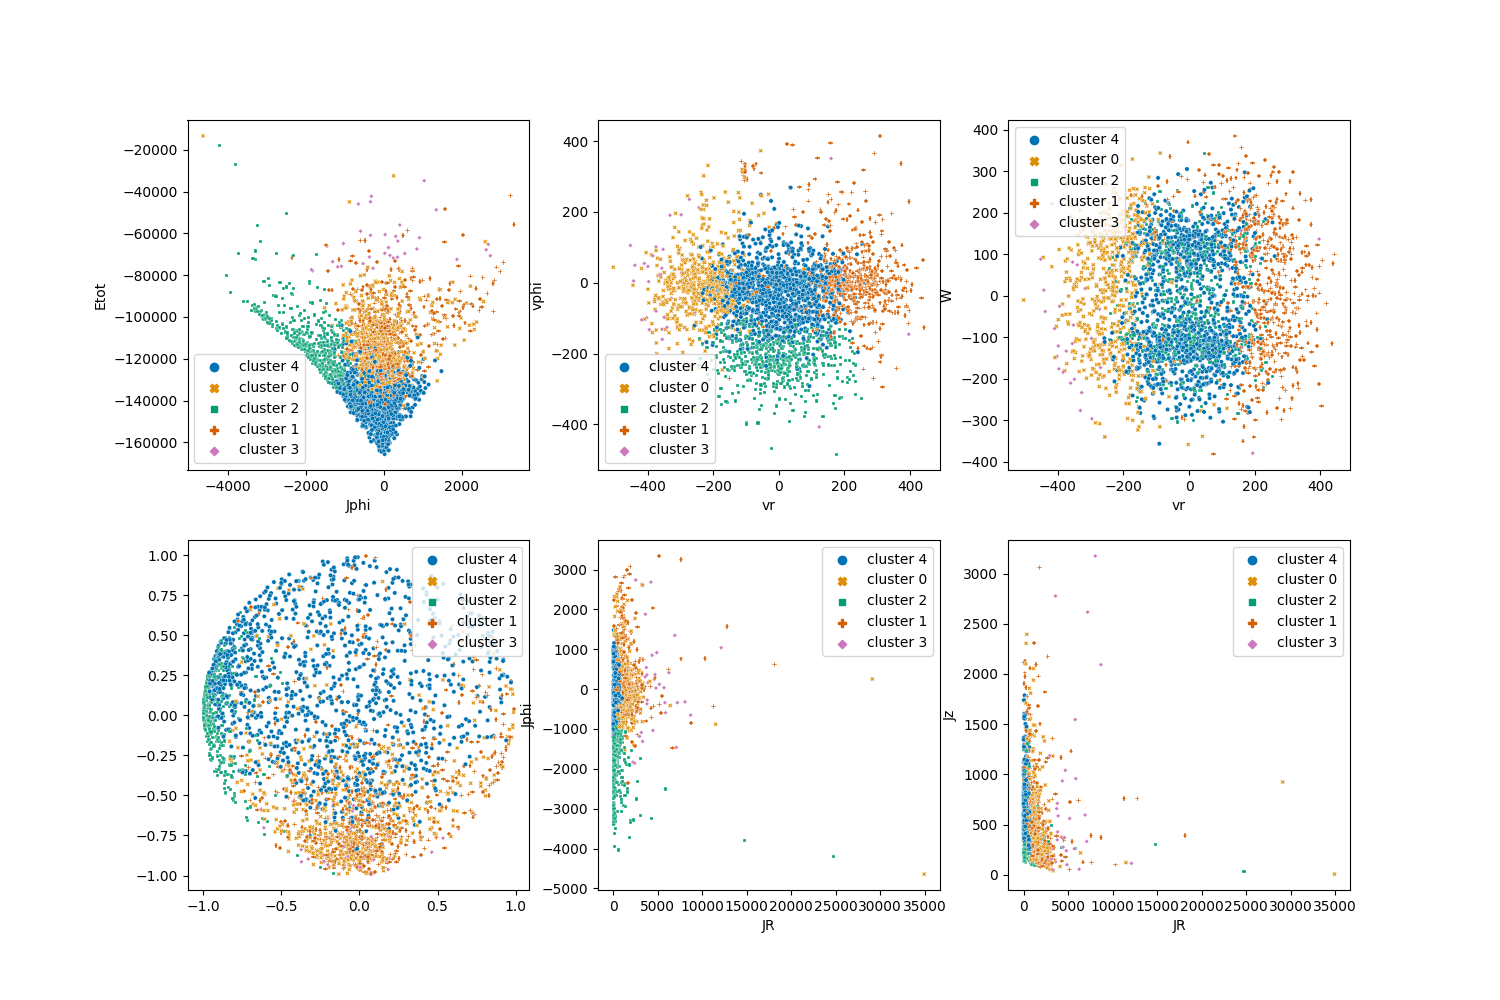 −20000
−40000
−60000
−80000
−100000
−120000
−140000
−160000
Etot
−4000
−2000
0
2000
Jphi
cluster 4
cluster 0
cluster 2
cluster 1
cluster 3
400
200
0
−200
−400
vphi
−400
−200
0
200
400
vr
cluster 4
cluster 0
cluster 2
cluster 1
cluster 3
400
300
200
100
0
−100
−200
−300
−400
W
−400
−200
0
200
400
vr
cluster 4
cluster 0
cluster 2
cluster 1
cluster 3
1.00
0.75
0.50
0.25
0.00
−0.25
−0.50
−0.75
−1.00
−1.0
−0.5
0.0
0.5
1.0
cluster 4
cluster 0
cluster 2
cluster 1
cluster 3
3000
2000
1000
0
−1000
−2000
−3000
−4000
−5000
Jphi
0
5000
10000
15000
20000
25000
30000
35000
JR
cluster 4
cluster 0
cluster 2
cluster 1
cluster 3
3000
2500
2000
1500
1000
500
0
Jz
0
5000
10000
15000
20000
25000
30000
35000
JR
cluster 4
cluster 0
cluster 2
cluster 1
cluster 3